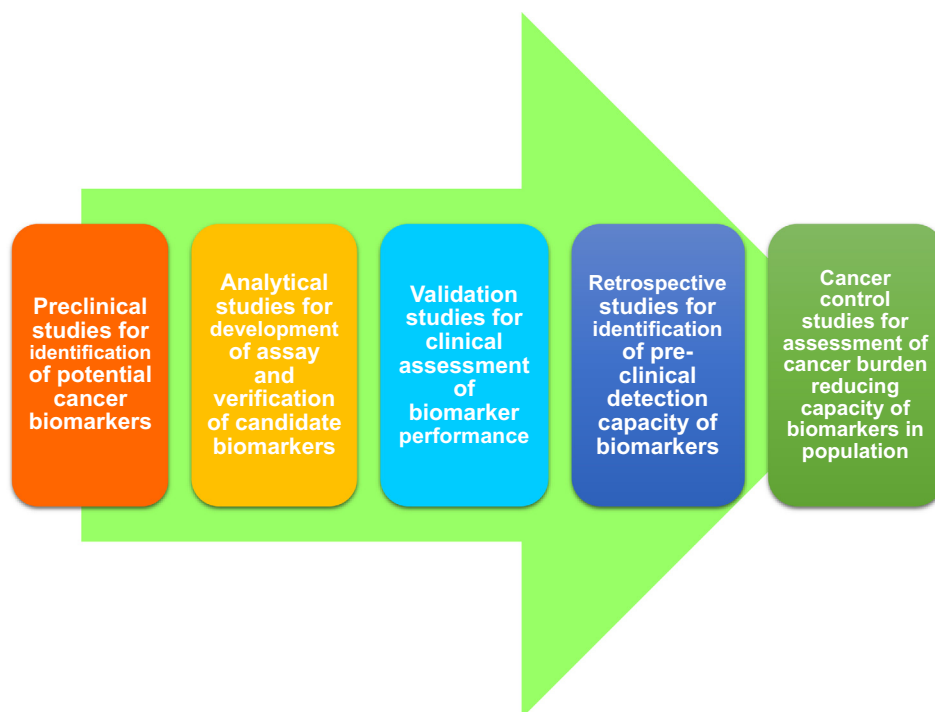 Preclinical
studies for
identification
of potential
cancer
biomarkers
Analytical
studies for
development
of assay
and
verification
of candidate
biomarkers
Validation
studies for
clinical
assessment
of
biomarker
performance
Retrospective
studies for
identification
of pre-
clinical
detection
capacity of
biomarkers
Cancer
control
studies for
assessment of
cancer burden
reducing
capacity of
biomarkers in
population